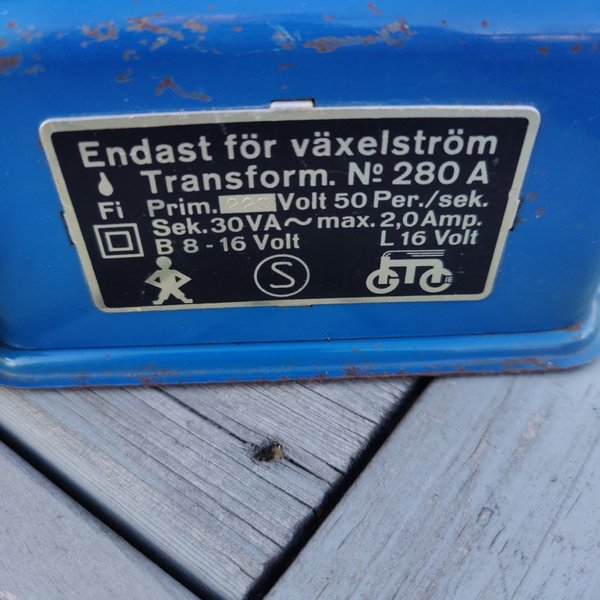 Endast för växelström
Transform. Nº 280 A
Fi Prim. 220 Volt 50 Per./sek.
Sek. 30 VA ~ max. 2,0 Amp.
B 8 - 16 Volt L 16 Volt
S